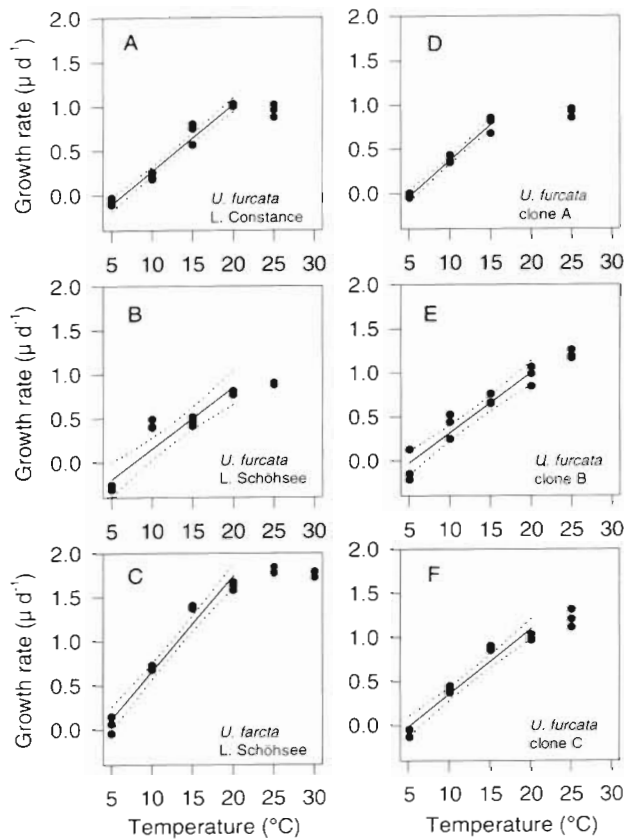 A
D
2.0
1.5
1.0
0.5
0.0
Growth rate (µ d⁻¹)
U. furcata
L. Constance
5 10 15 20 25 30
2.0
1.5
1.0
0.5
0.0
U. furcata
clone A
5 10 15 20 25 30
B
E
2.0
1.5
1.0
0.5
0.0
Growth rate (µ d⁻¹)
U. furcata
L. Schöhsee
5 10 15 20 25 30
2.0
1.5
1.0
0.5
0.0
U. furcata
clone B
5 10 15 20 25 30
C
F
2.0
1.5
1.0
0.5
0.0
Growth rate (µ d⁻¹)
U. farcta
L. Schöhsee
5 10 15 20 25 30
Temperature (°C)
2.0
1.5
1.0
0.5
0.0
U. furcata
clone C
5 10 15 20 25 30
Temperature (°C)